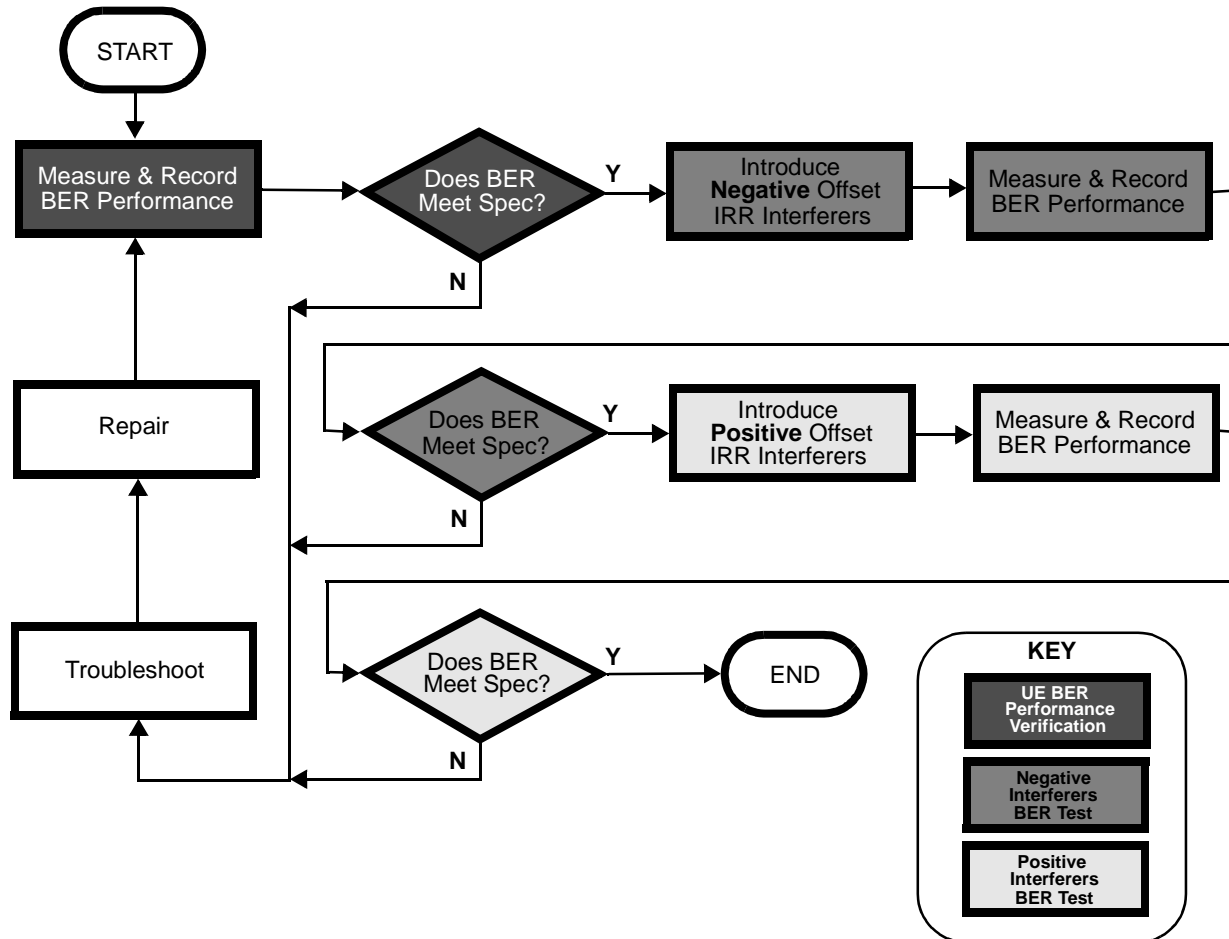 START
Measure & Record
BER Performance
Does BER
Meet Spec?
Y
N
Introduce
Negative Offset
IRR Interferers
Measure & Record
BER Performance
Does BER
Meet Spec?
Y
N
Introduce
Positive Offset
IRR Interferers
Measure & Record
BER Performance
Repair
Troubleshoot
Does BER
Meet Spec?
Y
N
END
KEY
UE BER
Performance
Verification
Negative
Interferers
BER Test
Positive
Interferers
BER Test